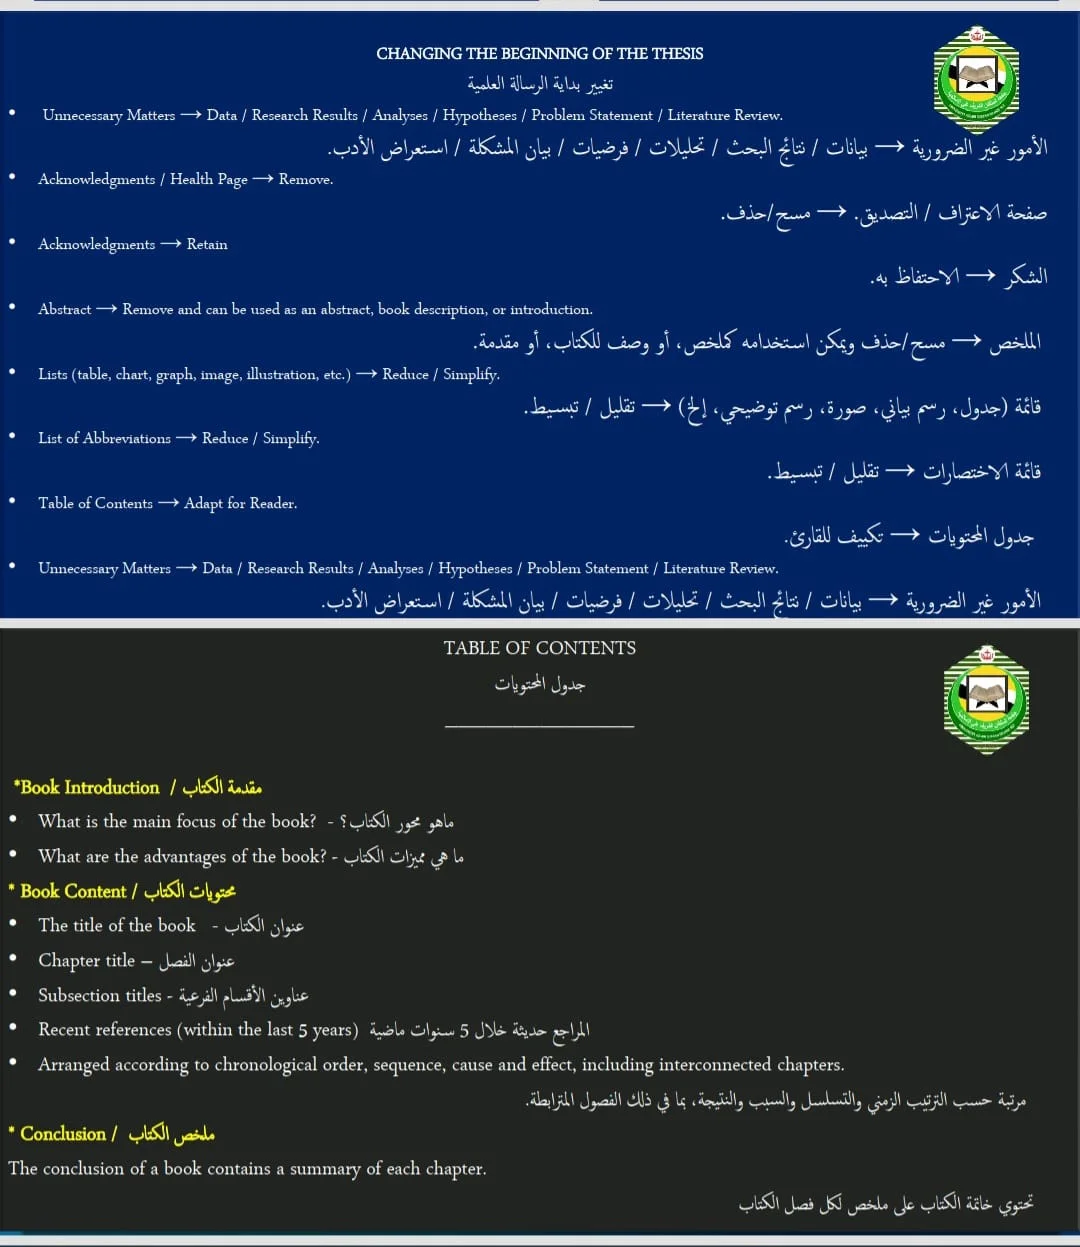 CHANGING THE BEGINNING OF THE THESIS
تغيير بداية الرسالة العلمية
• Unnecessary Matters → Data / Research Results / Analyses / Hypotheses / Problem Statement / Literature Review.
الأمور غير الضرورية → بيانات / نتائج البحث / تحليلات / فرضيات / بيان المشكلة / استعراض الأدب.
• Acknowledgments / Health Page → Remove.
صفحة الاعتراف / التصديق. → مسح/حذف.
• Acknowledgments → Retain
الشكر → الاحتفاظ به.
• Abstract → Remove and can be used as an abstract, book description, or introduction.
الملخص → مسح/حذف ويمكن استخدامه كملخص، أو وصف للكتاب، أو مقدمة.
• Lists (table, chart, graph, image, illustration, etc.) → Reduce / Simplify.
قائمة (جدول، رسم بياني، صورة، رسم توضيحي، إلخ) → تقليل / تبسيط.
• List of Abbreviations → Reduce / Simplify.
قائمة الاختصارات → تقليل / تبسيط.
• Table of Contents → Adapt for Reader.
جدول المحتويات → تكييف للقارئ.
• Unnecessary Matters → Data / Research Results / Analyses / Hypotheses / Problem Statement / Literature Review.
الأمور غير الضرورية → بيانات / نتائج البحث / تحليلات / فرضيات / بيان المشكلة / استعراض الأدب.
TABLE OF CONTENTS
جدول المحتويات
*Book Introduction / مقدمة الكتاب
• What is the main focus of the book? - ماهو محور الكتاب؟
• What are the advantages of the book? - ما هي مميزات الكتاب
* Book Content / محتويات الكتاب
• The title of the book - عنوان الكتاب
• Chapter title – عنوان الفصل
• Subsection titles - عناوين الأقسام الفرعية
• Recent references (within the last 5 years) المراجع حديثة خلال 5 سنوات ماضية
• Arranged according to chronological order, sequence, cause and effect, including interconnected chapters.
مرتبة حسب الترتيب الزمني والتسلسل والسبب والنتيجة، بما في ذلك الفصول المترابطة.
* Conclusion / ملخص الكتاب
The conclusion of a book contains a summary of each chapter.
تحتوي خاتمة الكتاب على ملخص لكل فصل الكتاب